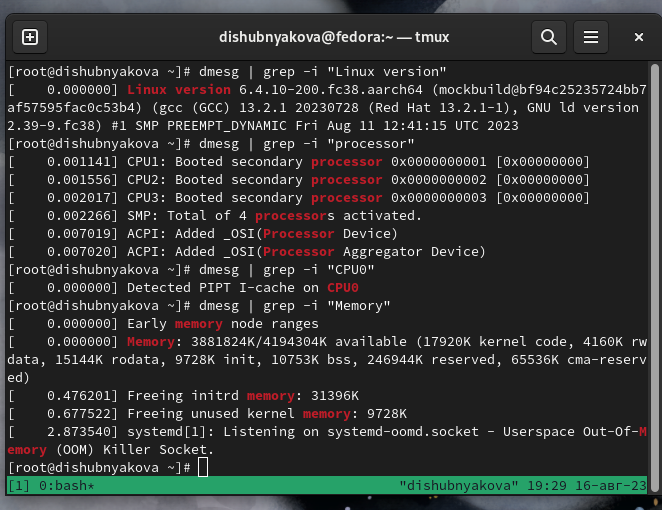 dishubnyakova@fedora:~ — tmux
[root@dishubnyakova ~]# dmesg | grep -i "Linux version"
[    0.000000] Linux version 6.4.10-200.fc38.aarch64 (mockbuild@bf94c25235724bb7
af57595fac0c53b4) (gcc (GCC) 13.2.1 20230728 (Red Hat 13.2.1-1), GNU ld version
2.39-9.fc38) #1 SMP PREEMPT_DYNAMIC Fri Aug 11 12:41:15 UTC 2023
[root@dishubnyakova ~]# dmesg | grep -i "processor"
[    0.001141] CPU1: Booted secondary processor 0x0000000001 [0x00000000]
[    0.001556] CPU2: Booted secondary processor 0x0000000002 [0x00000000]
[    0.002017] CPU3: Booted secondary processor 0x0000000003 [0x00000000]
[    0.002266] SMP: Total of 4 processors activated.
[    0.007019] ACPI: Added _OSI(Processor Device)
[    0.007020] ACPI: Added _OSI(Processor Aggregator Device)
[root@dishubnyakova ~]# dmesg | grep -i "CPU0"
[    0.000000] Detected PIPT I-cache on CPU0
[root@dishubnyakova ~]# dmesg | grep -i "Memory"
[    0.000000] Early memory node ranges
[    0.000000] Memory: 3881824K/4194304K available (17920K kernel code, 4160K rw
data, 15144K rodata, 9728K init, 10753K bss, 246944K reserved, 65536K cma-reserv
ed)
[    0.476201] Freeing initrd memory: 31396K
[    0.677522] Freeing unused kernel memory: 9728K
[    2.873540] systemd[1]: Listening on systemd-oomd.socket - Userspace Out-Of-M
emory (OOM) Killer Socket.
[root@dishubnyakova ~]#
[1] 0:bash* "dishubnyakova" 19:29 16-авг-23